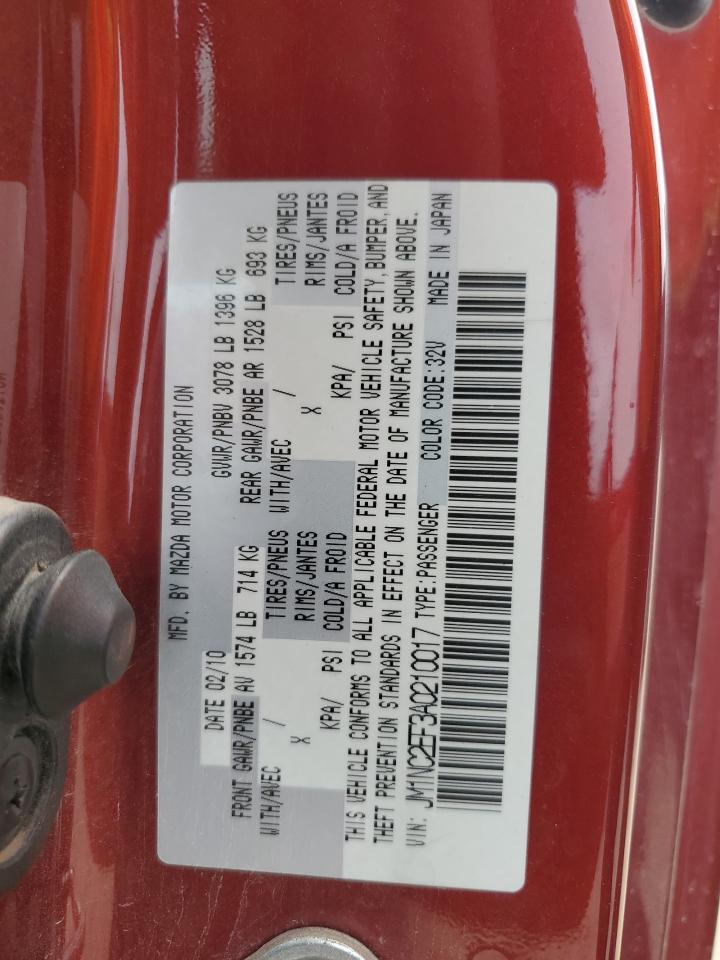 MFD. BY MAZDA MOTOR CORPORATION
DATE 02/10 GVWR/PNBV 3078 LB 1396 KG
FRONT GAWR/PNBE AV 1574 LB 714 KG REAR GAWR/PNBE AR 1528 LB 693 KG
WITH/AVEC / TIRES/PNEUS WITH/AVEC / TIRES/PNEUS
X RIMS/JANTES X RIMS/JANTES
KPA/ PSI COLD/A FROID KPA/ PSI COLD/A FROID
THIS VEHICLE CONFORMS TO ALL APPLICABLE FEDERAL MOTOR VEHICLE SAFETY, BUMPER, AND
THEFT PREVENTION STANDARDS IN EFFECT ON THE DATE OF MANUFACTURE SHOWN ABOVE.
VIN: JM1NC2EF3A0210017 TYPE:PASSENGER COLOR CODE:32V MADE IN JAPAN